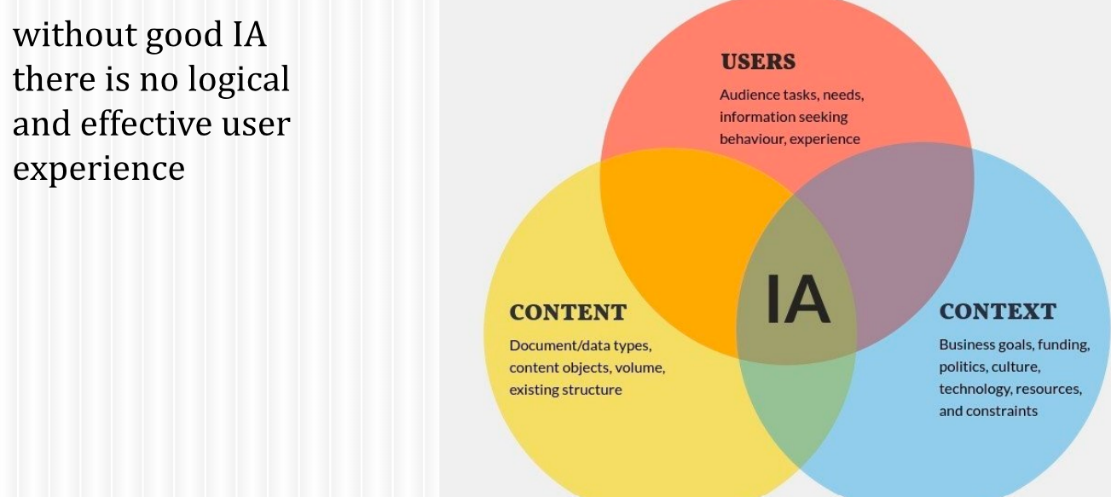 without good IA
there is no logical
and effective user
experience
USERS
Audience tasks, needs,
information seeking
behaviour, experience
IA
CONTENT
Document/data types,
content objects, volume,
existing structure
CONTEXT
Business goals, funding,
politics, culture,
technology, resources,
and constraints